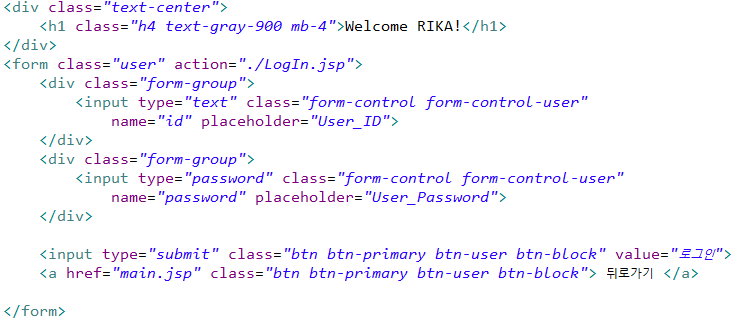 <div class="text-center">
    <h1 class="h4 text-gray-900 mb-4">Welcome RIKA!</h1>
</div>
<form class="user" action="./LogIn.jsp">
    <div class="form-group">
        <input type="text" class="form-control form-control-user"
            name="id" placeholder="User_ID">
    </div>
    <div class="form-group">
        <input type="password" class="form-control form-control-user"
            name="password" placeholder="User_Password">
    </div>
    <input type="submit" class="btn btn-primary btn-user btn-block" value="로그인">
    <a href="main.jsp" class="btn btn-primary btn-user btn-block"> 뒤로가기 </a>
</form>